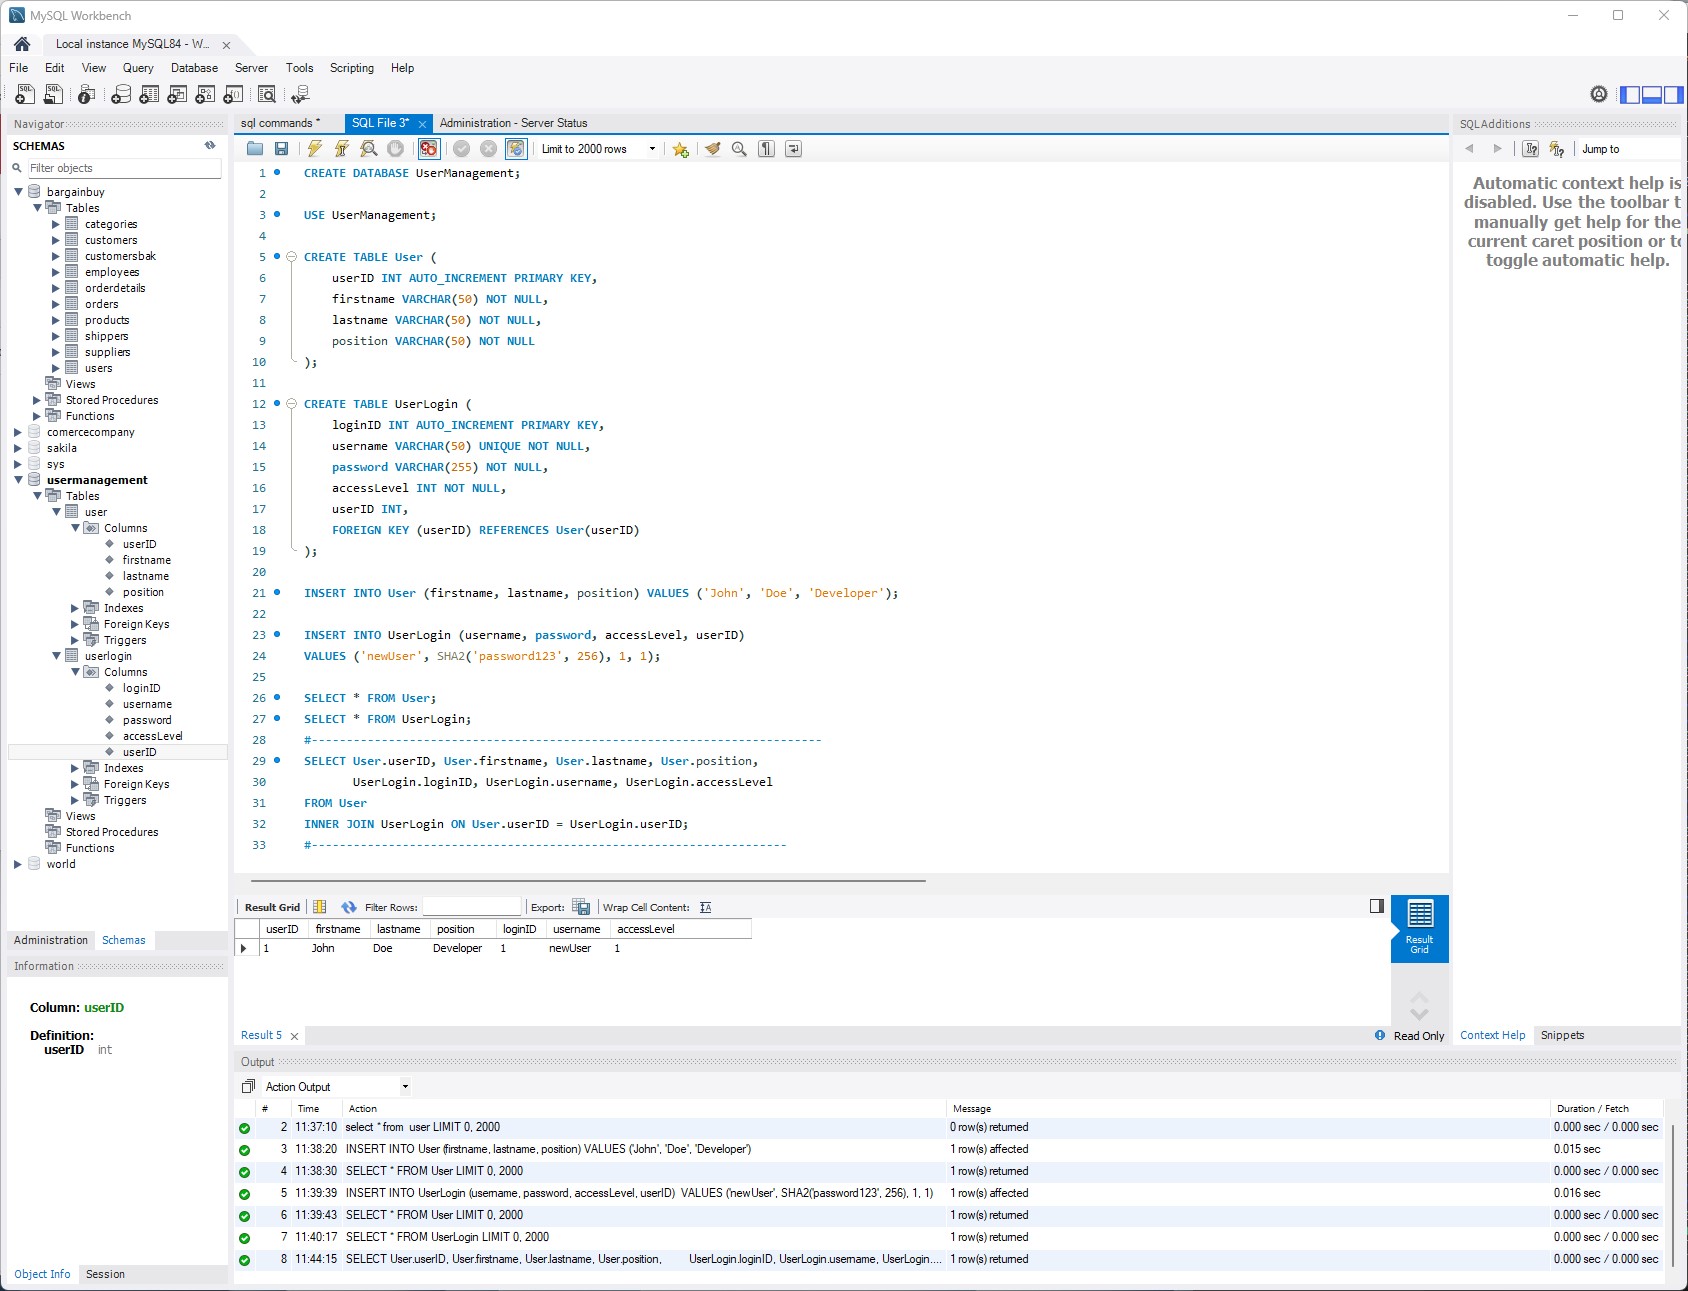 MySQL Workbench
Local instance MySQL84 - W...
File Edit View Query Database Server Tools Scripting Help
Navigator
SCHEMAS
Filter objects
bargainbuy
Tables
categories
customers
customersbak
employees
orderdetails
orders
products
shippers
suppliers
users
Views
Stored Procedures
Functions
comercecompany
sakila
sys
usermanagement
Tables
user
Columns
userID
firstname
lastname
position
Indexes
Foreign Keys
Triggers
userlogin
Columns
loginID
username
password
accessLevel
userID
Indexes
Foreign Keys
Triggers
Views
Stored Procedures
Functions
world
Administration Schemas
Information
Column: userID
Definition:
userID int
Object Info Session
sql commands * SQL File 3* Administration - Server Status
Limit to 2000 rows
1 CREATE DATABASE UserManagement;
2
3 USE UserManagement;
4
5 CREATE TABLE User (
6 userID INT AUTO_INCREMENT PRIMARY KEY,
7 firstname VARCHAR(50) NOT NULL,
8 lastname VARCHAR(50) NOT NULL,
9 position VARCHAR(50) NOT NULL
10 );
11
12 CREATE TABLE UserLogin (
13 loginID INT AUTO_INCREMENT PRIMARY KEY,
14 username VARCHAR(50) UNIQUE NOT NULL,
15 password VARCHAR(255) NOT NULL,
16 accessLevel INT NOT NULL,
17 userID INT,
18 FOREIGN KEY (userID) REFERENCES User(userID)
19 );
20
21 INSERT INTO User (firstname, lastname, position) VALUES ('John', 'Doe', 'Developer');
22
23 INSERT INTO UserLogin (username, password, accessLevel, userID)
24 VALUES ('newUser', SHA2('password123', 256), 1, 1);
25
26 SELECT * FROM User;
27 SELECT * FROM UserLogin;
28 #-------------------------------------------------------------------------
29 SELECT User.userID, User.firstname, User.lastname, User.position,
30 UserLogin.loginID, UserLogin.username, UserLogin.accessLevel
31 FROM User
32 INNER JOIN UserLogin ON User.userID = UserLogin.userID;
33 #--------------------------------------------------------------------
Result Grid Filter Rows: Export: Wrap Cell Content:
userID firstname lastname position loginID username accessLevel
1 John Doe Developer 1 newUser 1
Result
Grid
Result 5 Read Only
Output
Action Output
# Time Action Message Duration / Fetch
2 11:37:10 select * from user LIMIT 0, 2000 0 row(s) returned 0.000 sec / 0.000 sec
3 11:38:20 INSERT INTO User (firstname, lastname, position) VALUES ('John', 'Doe', 'Developer') 1 row(s) affected 0.015 sec
4 11:38:30 SELECT * FROM User LIMIT 0, 2000 1 row(s) returned 0.000 sec / 0.000 sec
5 11:39:39 INSERT INTO UserLogin (username, password, accessLevel, userID) VALUES ('newUser', SHA2('password123', 256), 1, 1) 1 row(s) affected 0.016 sec
6 11:39:43 SELECT * FROM User LIMIT 0, 2000 1 row(s) returned 0.000 sec / 0.000 sec
7 11:40:17 SELECT * FROM UserLogin LIMIT 0, 2000 1 row(s) returned 0.000 sec / 0.000 sec
8 11:44:15 SELECT User.userID, User.firstname, User.lastname, User.position, UserLogin.loginID, UserLogin.username, UserLogin.... 1 row(s) returned 0.000 sec / 0.000 sec
SQLAdditions
Jump to
Automatic context help is
disabled. Use the toolbar t
manually get help for the
current caret position or to
toggle automatic help.
Context Help Snippets